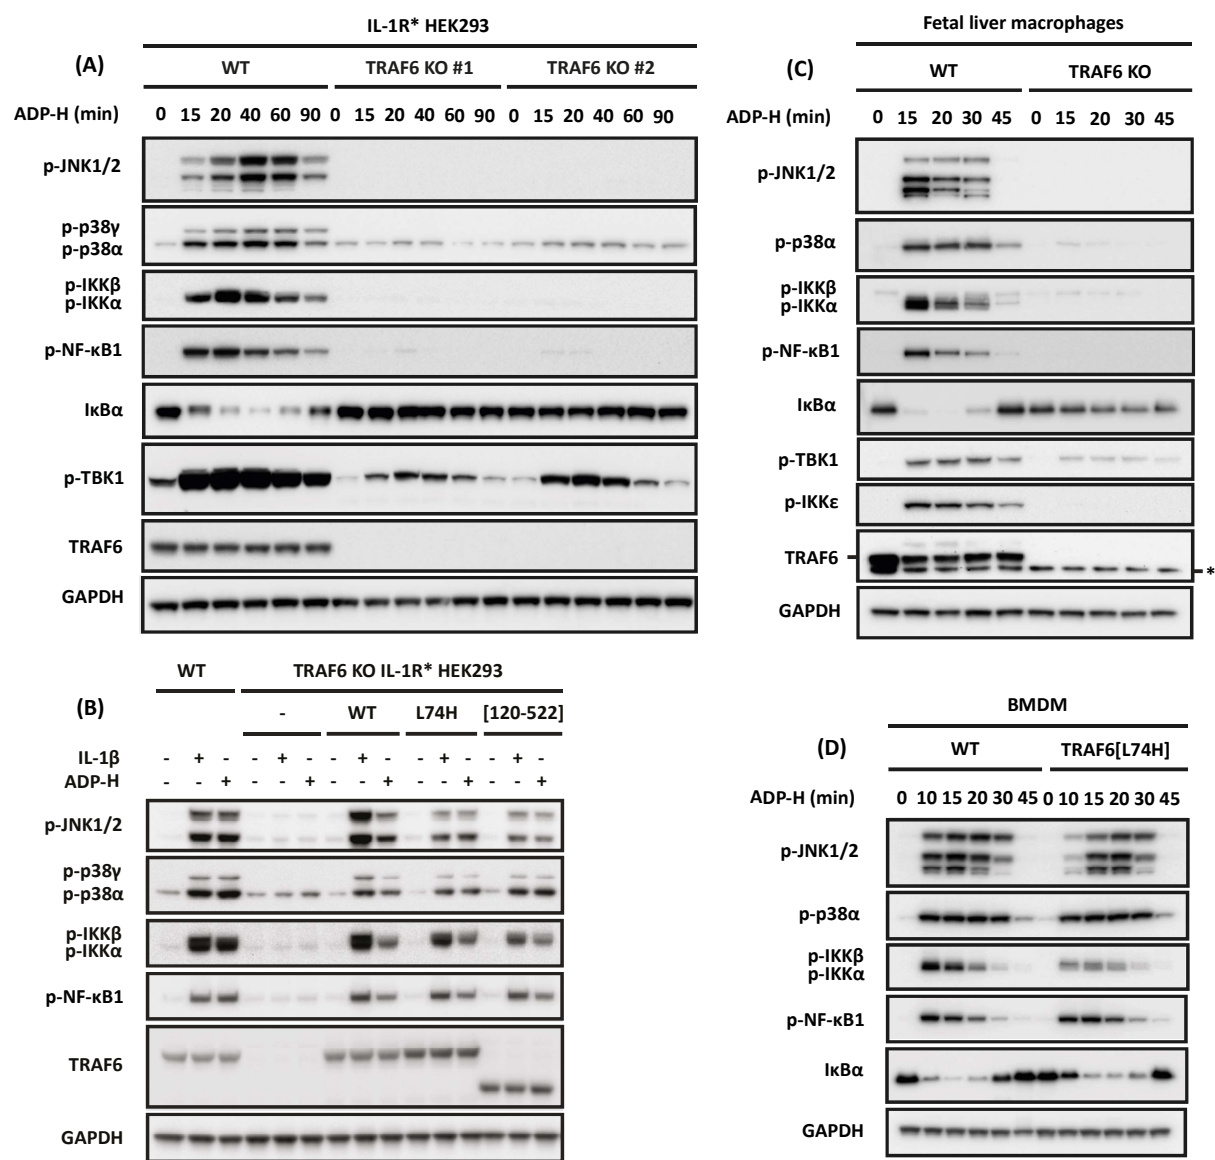 IL-1R* HEK293
(A)
WT TRAF6 KO #1 TRAF6 KO #2
ADP-H (min) 0 15 20 40 60 90 0 15 20 40 60 90 0 15 20 40 60 90
p-JNK1/2
p-p38γ
p-p38α
p-IKKβ
p-IKKα
p-NF-κB1
IκBα
p-TBK1
TRAF6
GAPDH
Fetal liver macrophages
(C)
WT TRAF6 KO
ADP-H (min) 0 15 20 30 45 0 15 20 30 45
p-JNK1/2
p-p38α
p-IKKβ
p-IKKα
p-NF-κB1
IκBα
p-TBK1
p-IKKε
TRAF6
*
GAPDH
WT TRAF6 KO IL-1R* HEK293
(B)
- WT L74H [120-522]
IL-1β - + - - + - - + - - + - - + -
ADP-H - - + - - + - - + - - + - - +
p-JNK1/2
p-p38γ
p-p38α
p-IKKβ
p-IKKα
p-NF-κB1
TRAF6
GAPDH
BMDM
(D)
WT TRAF6[L74H]
ADP-H (min) 0 10 15 20 30 45 0 10 15 20 30 45
p-JNK1/2
p-p38α
p-IKKβ
p-IKKα
p-NF-κB1
IκBα
GAPDH